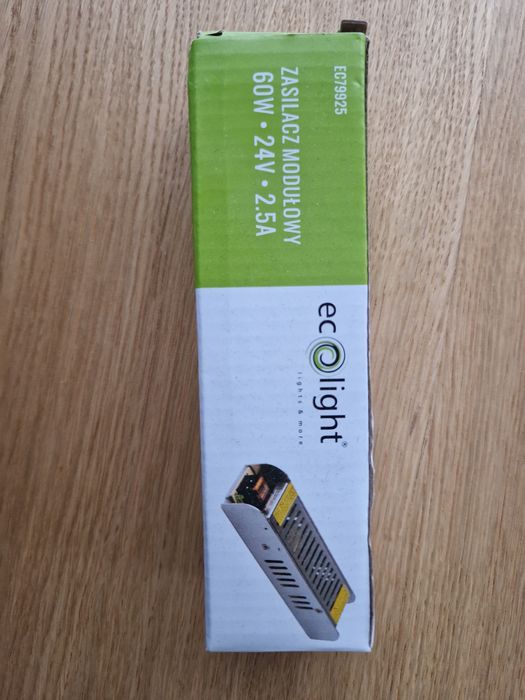 EC79925
ZASILACZ MODUŁOWY
60W • 24V • 2.5A
ecolight®
lights & more